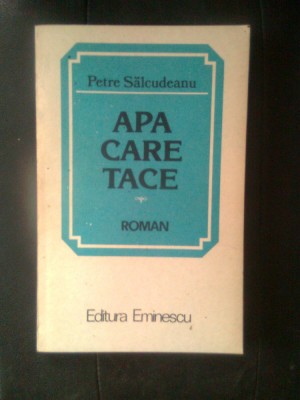 Petre Sălcudeanu
APA
CARE
TACE
ROMAN
Editura Eminescu